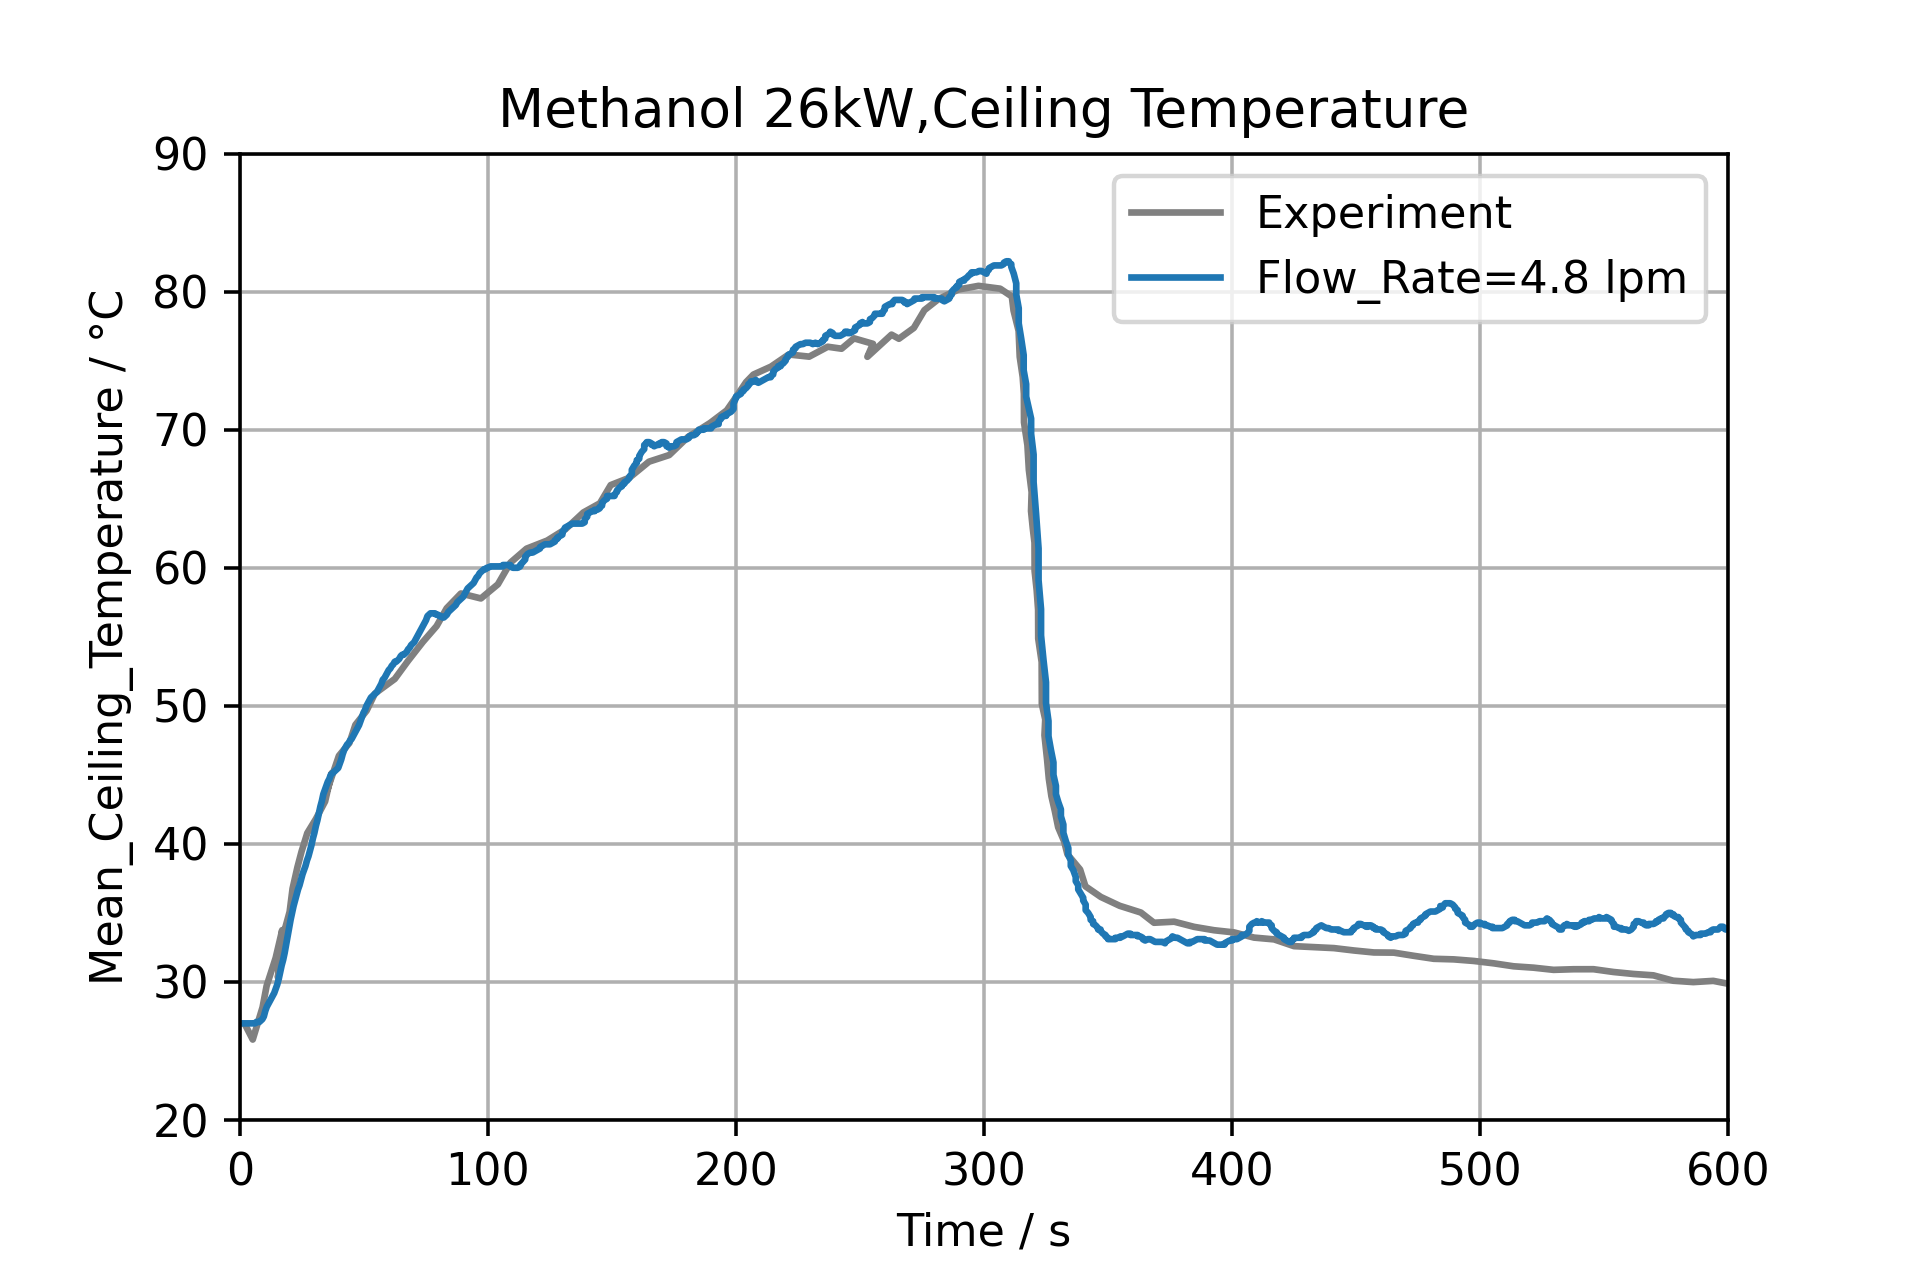 Methanol 26kW,Ceiling Temperature
Experiment
Flow_Rate=4.8 lpm
Mean_Ceiling_Temperature / °C
90
80
70
60
50
40
30
20
0 100 200 300 400 500 600
Time / s